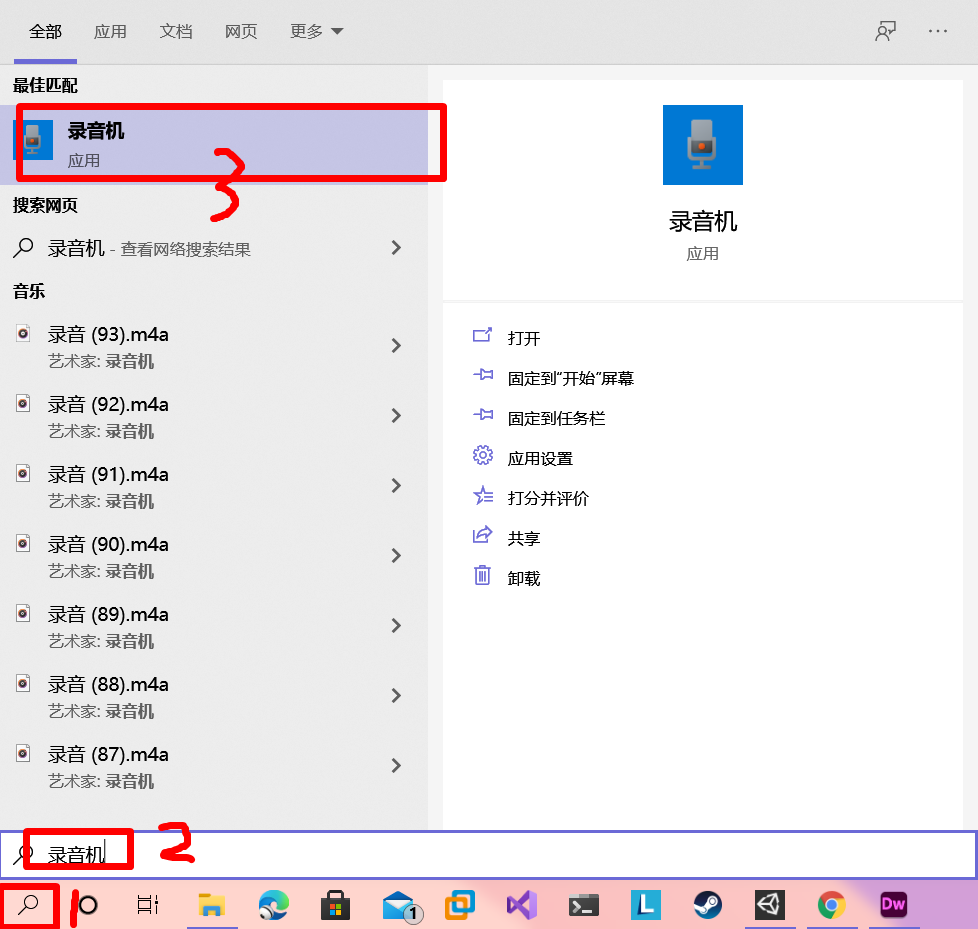 全部 应用 文档 网页 更多
最佳匹配
录音机
应用
3
搜索网页
录音机 - 查看网络搜索结果
音乐
录音 (93).m4a
艺术家: 录音机
录音 (92).m4a
艺术家: 录音机
录音 (91).m4a
艺术家: 录音机
录音 (90).m4a
艺术家: 录音机
录音 (89).m4a
艺术家: 录音机
录音 (88).m4a
艺术家: 录音机
录音 (87).m4a
艺术家: 录音机
录音机
应用
打开
固定到“开始”屏幕
固定到任务栏
应用设置
打分并评价
共享
卸载
录音机
2
1
1
L
Dw